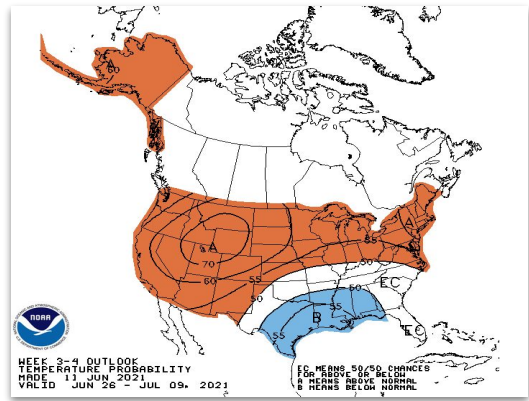 A
60
A
A
70
60
55
55
50
50
50
EC
55
B
55
EC
NOAA
WEEK 3-4 OUTLOOK
TEMPERATURE PROBABILITY
MADE 11 JUN 2021
VALID JUN 26 - JUL 09, 2021
EC MEANS 50/50 CHANCES
FOR ABOVE OR BELOW
A MEANS ABOVE NORMAL
B MEANS BELOW NORMAL